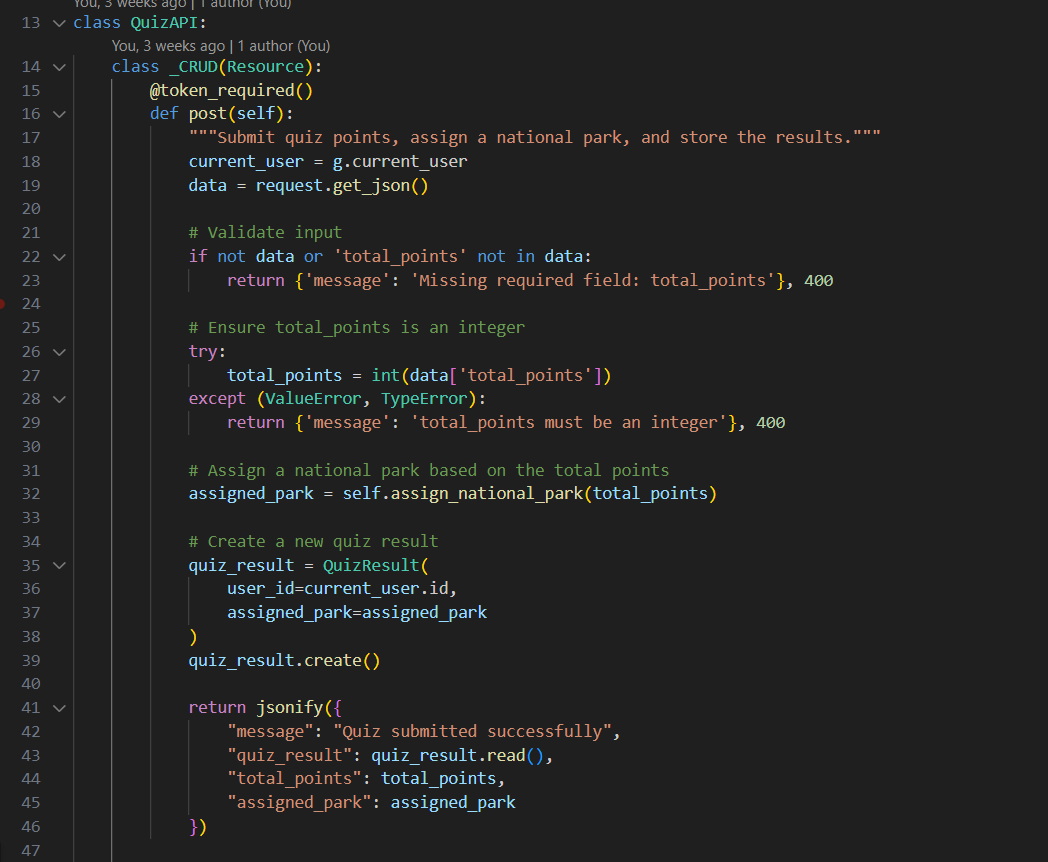 You, 3 weeks ago | 1 author (You)
13 class QuizAPI:
You, 3 weeks ago | 1 author (You)
14     class _CRUD(Resource):
15         @token_required()
16         def post(self):
17             """Submit quiz points, assign a national park, and store the results."""
18             current_user = g.current_user
19             data = request.get_json()
20
21             # Validate input
22             if not data or 'total_points' not in data:
23                 return {'message': 'Missing required field: total_points'}, 400
24
25             # Ensure total_points is an integer
26             try:
27                 total_points = int(data['total_points'])
28             except (ValueError, TypeError):
29                 return {'message': 'total_points must be an integer'}, 400
30
31             # Assign a national park based on the total points
32             assigned_park = self.assign_national_park(total_points)
33
34             # Create a new quiz result
35             quiz_result = QuizResult(
36                 user_id=current_user.id,
37                 assigned_park=assigned_park
38             )
39             quiz_result.create()
40
41             return jsonify({
42                 "message": "Quiz submitted successfully",
43                 "quiz_result": quiz_result.read(),
44                 "total_points": total_points,
45                 "assigned_park": assigned_park
46             })
47